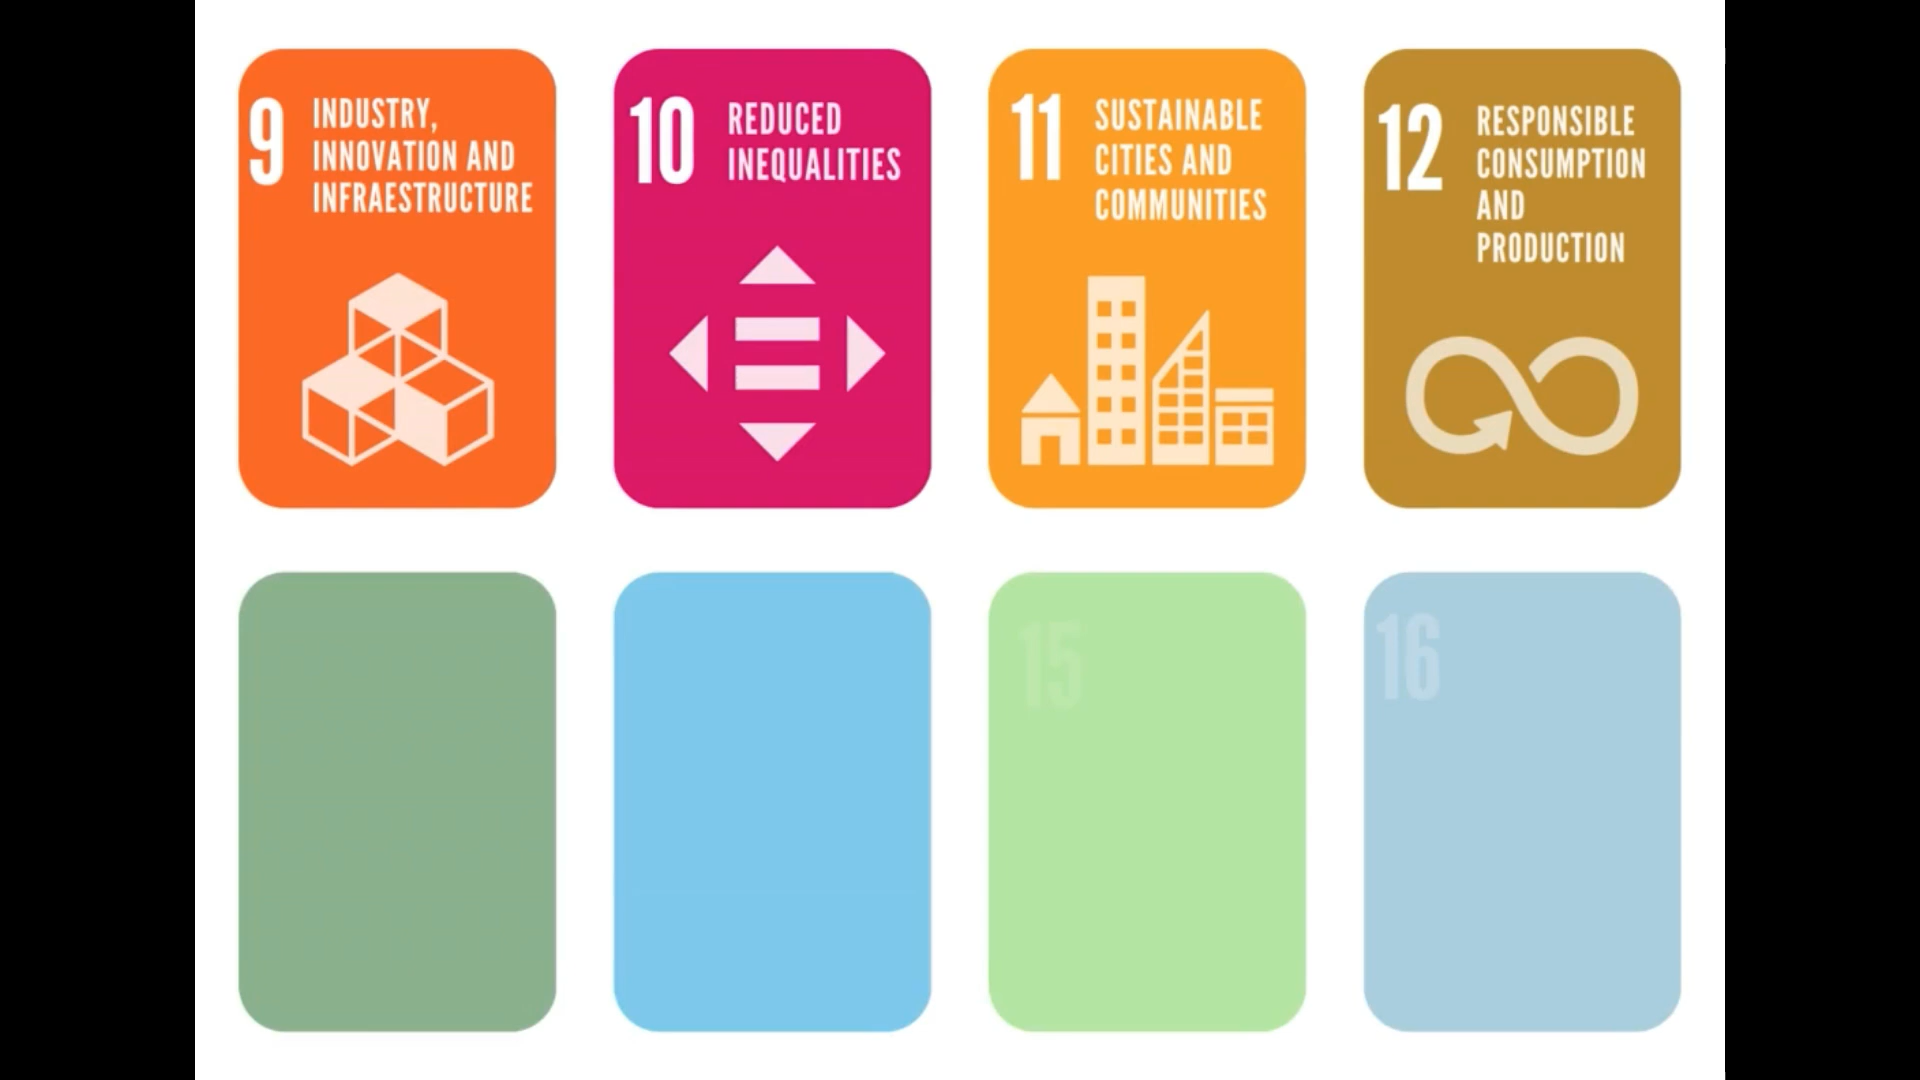 9
INDUSTRY,
INNOVATION AND
INFRAESTRUCTURE
10
REDUCED
INEQUALITIES
11
SUSTAINABLE
CITIES AND
COMMUNITIES
12
RESPONSIBLE
CONSUMPTION
AND
PRODUCTION
15
16